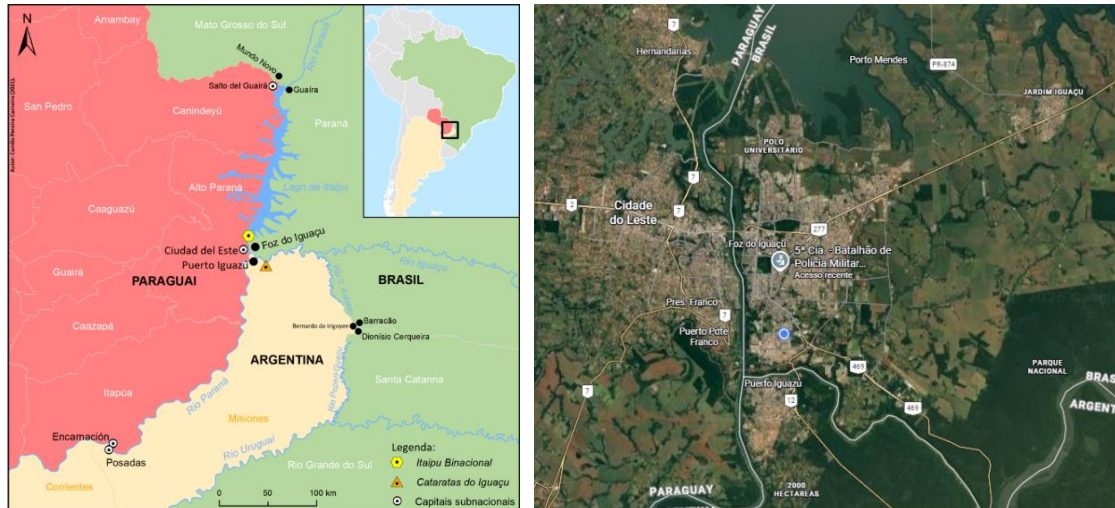 N
Amambay
Mato Grosso do Sul
Rio Paraná
Mundo Novo
Salto del Guairá
Guaíra
San Pedro
Canindeyú
Paraná
Alto Paraná
Lago de Itaipu
Caaguazú
Ciudad del Este
Foz do Iguaçu
Puerto Iguazú
Rio Iguaçu
Guairá
PARAGUAI
BRASIL
Caazapá
Bernardo de Irigoyen
Barracão
Dionísio Cerqueira
ARGENTINA
Santa Catarina
Itapúa
Rio Paraná
Misiones
Rio Uruguai
Encarnación
Posadas
Corrientes
Rio Grande do Sul
0 50 100 km
Legenda:
Itaipu Binacional
Cataratas do Iguaçu
Capitais subnacionais
7
Hernandarias
PARAGUAY
BRASIL
Porto Mendes
PR-874
JARDIM IGUAÇU
POLO
UNIVERSITÁRIO
7
2
Cidade
do Leste
7
277
Foz do Iguaçú
5ª Cia. - Batalhão de
Polícia Militar...
Acesso recente
Pres. Franco
7
Puerto Pdte
Franco
469
PARQUE
NACIONAL
Puerto Iguazú
12
7
469
BRAS
ARGENT
PARAGUAY
2000
HECTAREAS